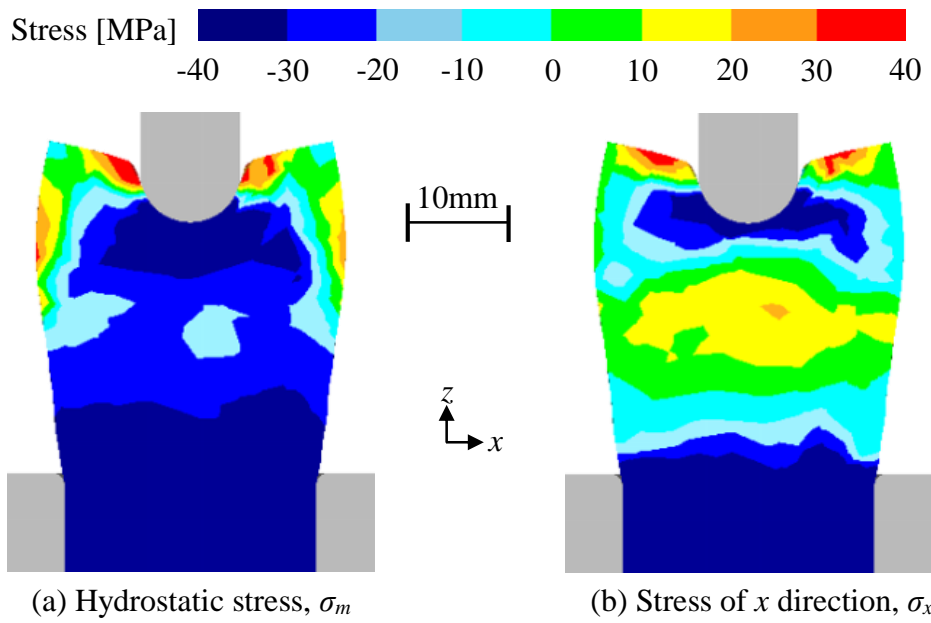 Stress [MPa]
-40 -30 -20 -10 0 10 20 30 40
10mm
z
x
(a) Hydrostatic stress, σm
(b) Stress of x direction, σx